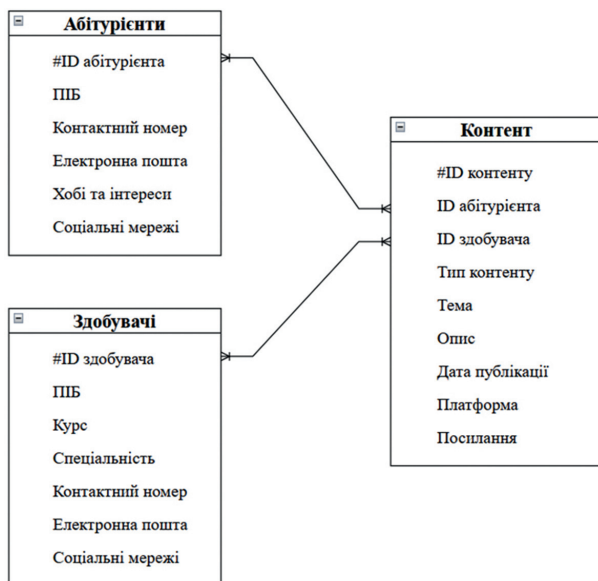 Абітурієнти
#ID абітурієнта
ПІБ
Контактний номер
Електронна пошта
Хобі та інтереси
Соціальні мережі
Контент
#ID контенту
ID абітурієнта
ID здобувача
Тип контенту
Тема
Опис
Дата публікації
Платформа
Посилання
Здобувачі
#ID здобувача
ПІБ
Курс
Спеціальність
Контактний номер
Електронна пошта
Соціальні мережі